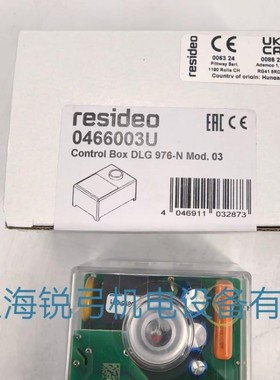 resideo
0063 24
Pittway Sarl,
1180 Rolle CH
UK
CA
0086 2
Ademco 1,
RG41 5RD
Country of origin: Hunga
resideo
EAC CE
0466003U
Control Box DLG 976-N Mod. 03
4 046911 032873
上海锐弓机电设备有